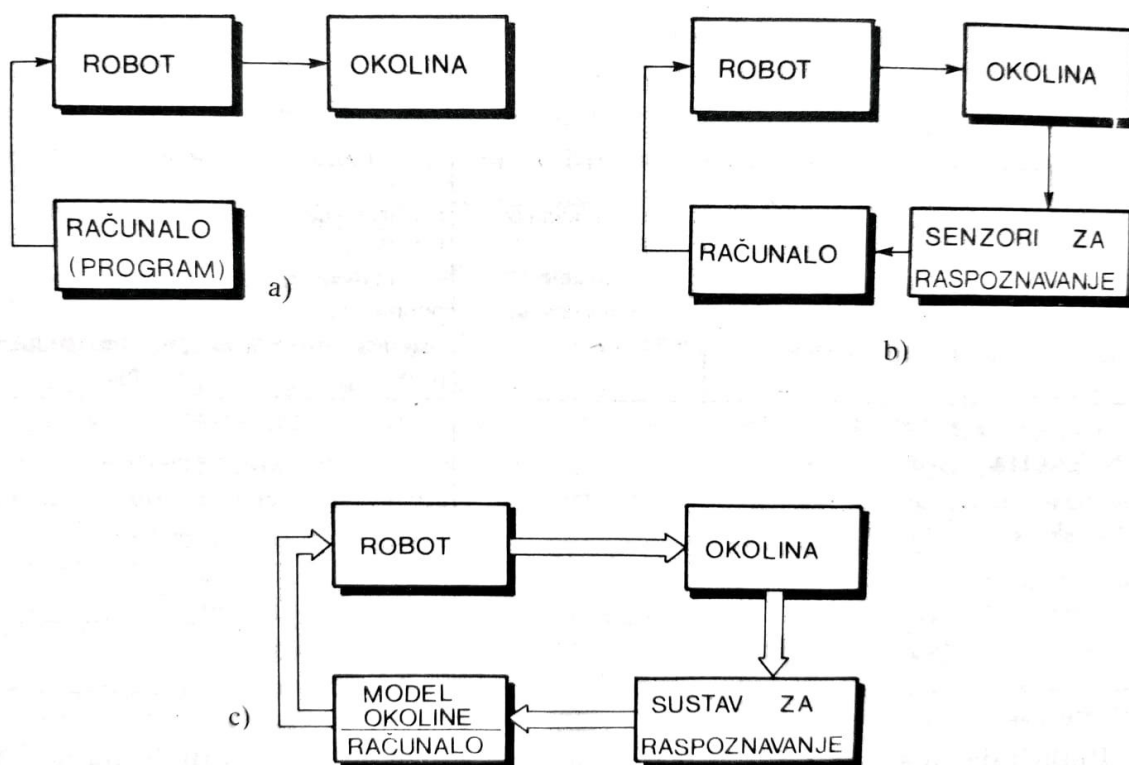 ROBOT
OKOLINA
RAČUNALO
(PROGRAM)
a)
ROBOT
OKOLINA
RAČUNALO
SENZORI ZA
RASPOZNAVANJE
b)
ROBOT
OKOLINA
MODEL
OKOLINE
RAČUNALO
SUSTAV ZA
RASPOZNAVANJE
c)